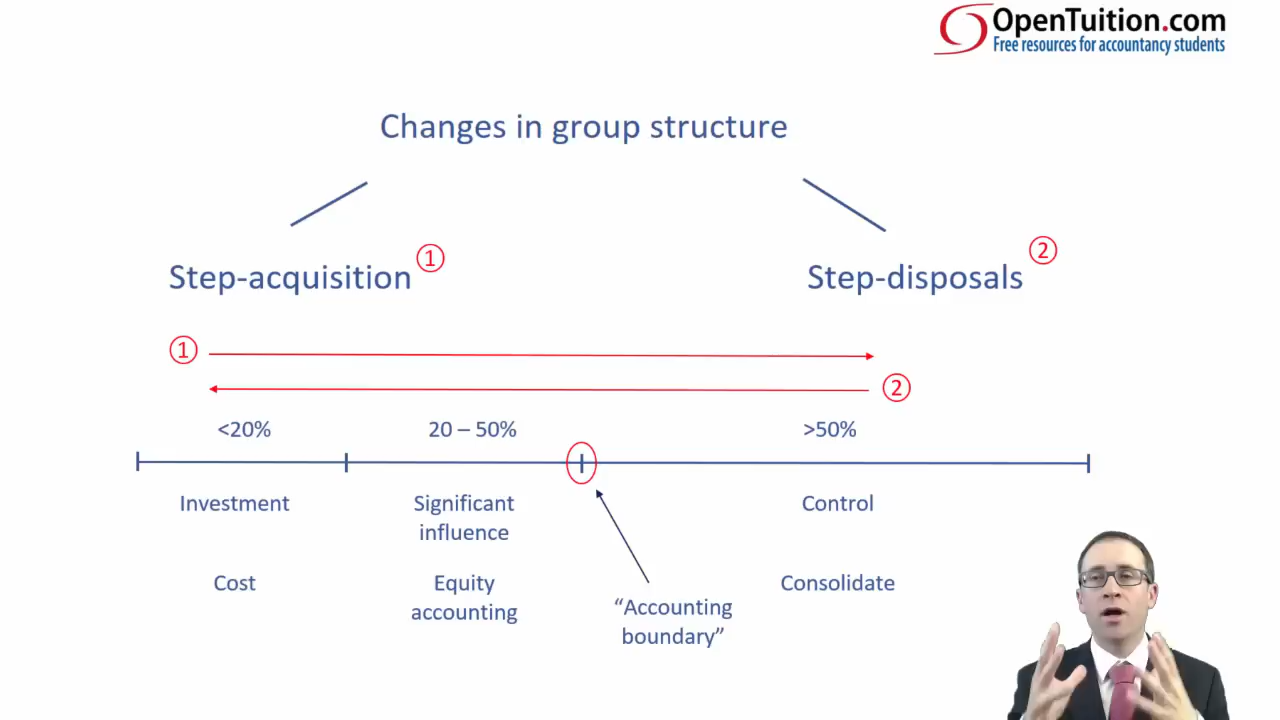 OpenTuition.com
Free resources for accountancy students
Changes in group structure
Step-acquisition ①
Step-disposals ②
①
②
<20%
20 – 50%
>50%
Investment
Significant
influence
Control
Cost
Equity
accounting
“Accounting
boundary”
Consolidate